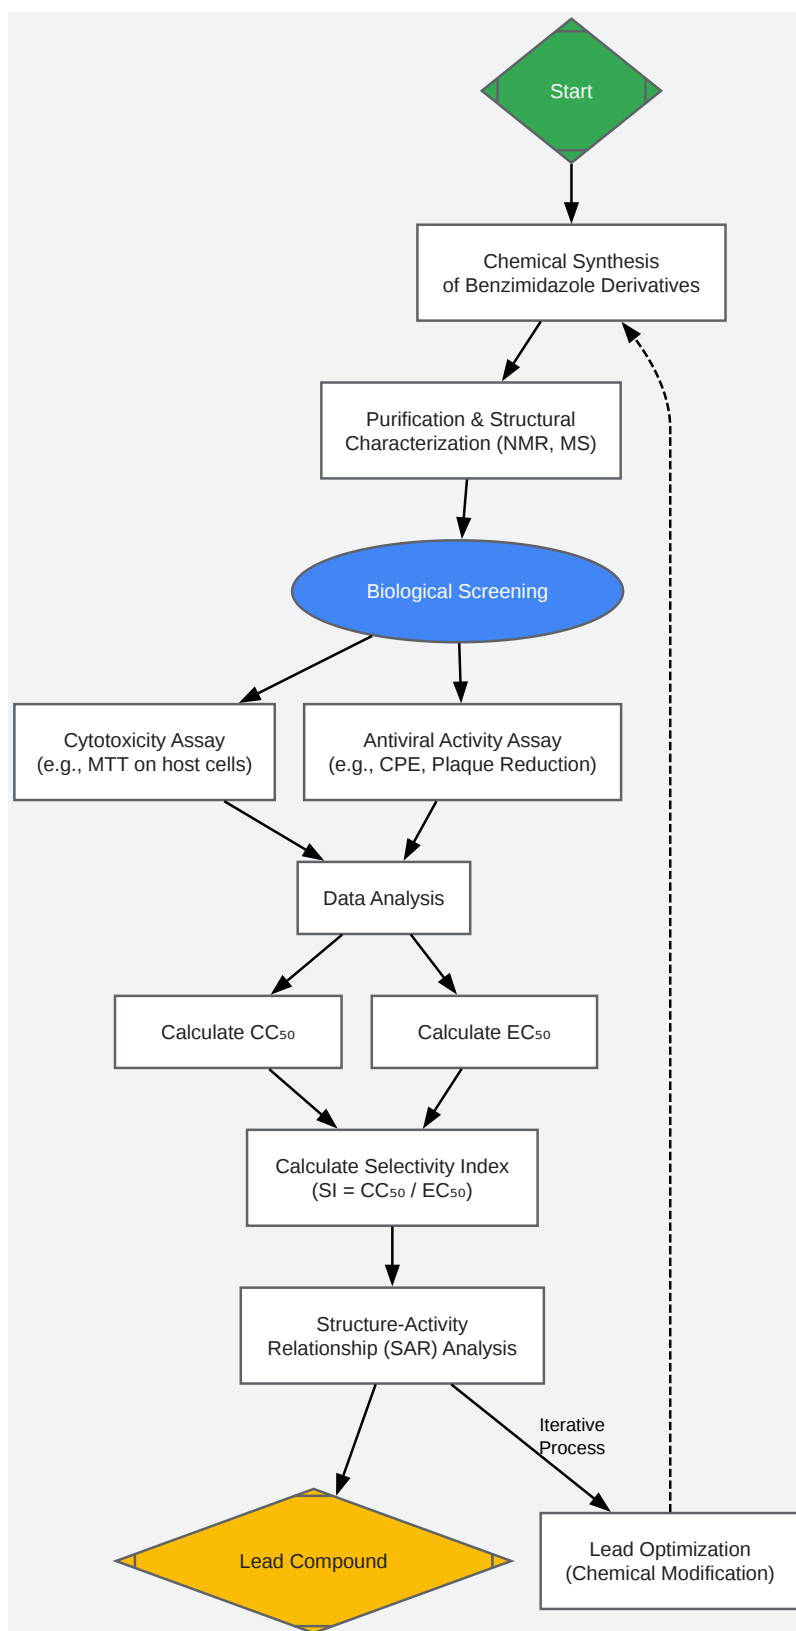 Start
Chemical Synthesis
of Benzimidazole Derivatives
Purification & Structural
Characterization (NMR, MS)
Biological Screening
Cytotoxicity Assay
(e.g., MTT on host cells)
Antiviral Activity Assay
(e.g., CPE, Plaque Reduction)
Data Analysis
Calculate CC₅₀
Calculate EC₅₀
Calculate Selectivity Index
(SI = CC₅₀ / EC₅₀)
Structure-Activity
Relationship (SAR) Analysis
Iterative
Process
Lead Compound
Lead Optimization
(Chemical Modification)